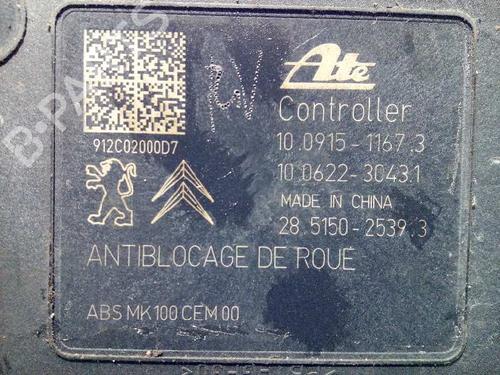 Ate
Controller
912C02000D7
10.0915-1167.3
10.0622-3043.1
MADE IN CHINA
28.5150-2539.3
ANTIBLOCAGE DE ROUE
ABS MK100 CEM 00
B-PARTS